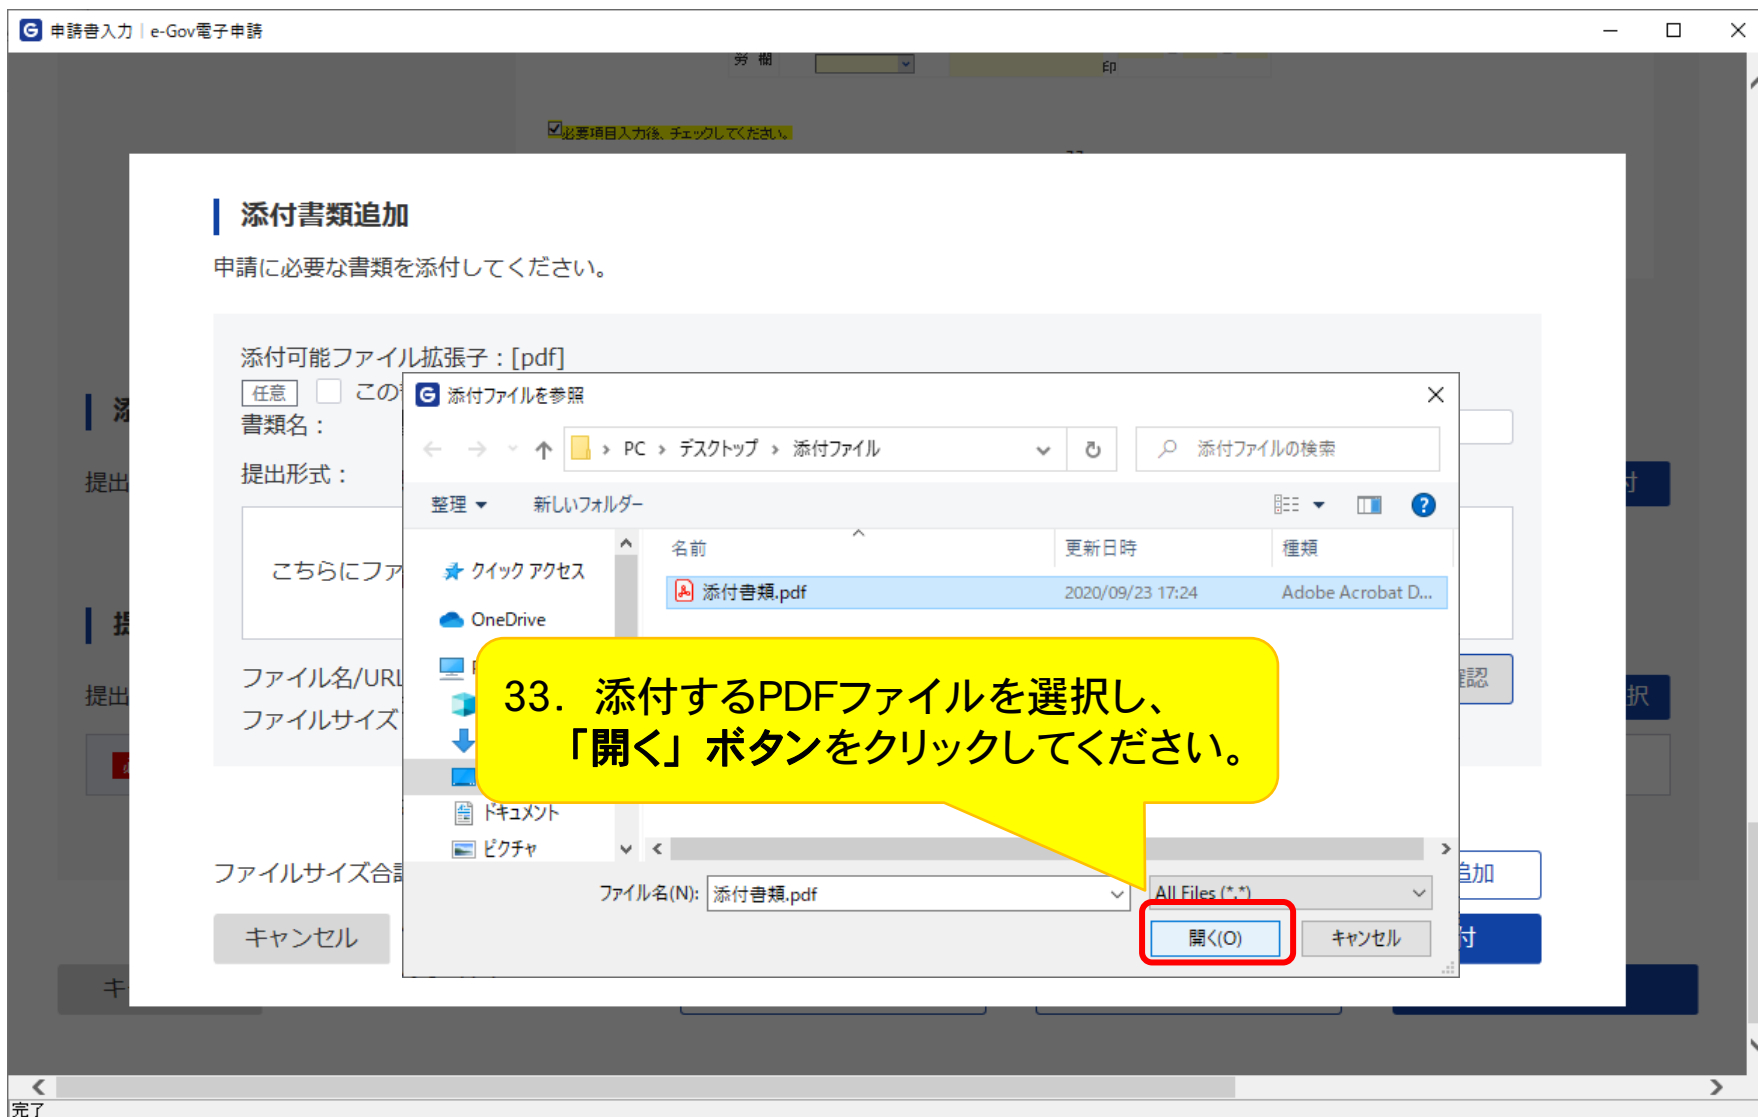 申請書入力｜e-Gov電子申請
労 欄
印
必要項目入力後、チェックしてください。
添付書類追加
申請に必要な書類を添付してください。
添付可能ファイル拡張子：[pdf]
任意 この
書類名：
提出形式：
こちらにファ
ファイル名/URL
ファイルサイズ
ファイルサイズ合計
キャンセル
提出
提出
添付ファイルを参照
PC › デスクトップ › 添付ファイル
添付ファイルの検索
整理 新しいフォルダー
名前 更新日時 種類
クイック アクセス
添付書類.pdf 2020/09/23 17:24 Adobe Acrobat D...
OneDrive
33. 添付するPDFファイルを選択し、
「開く」ボタンをクリックしてください。
ドキュメント
ピクチャ
ファイル名(N): 添付書類.pdf All Files (*.*)
開く(O) キャンセル
確認
択
追加
付
付
完了